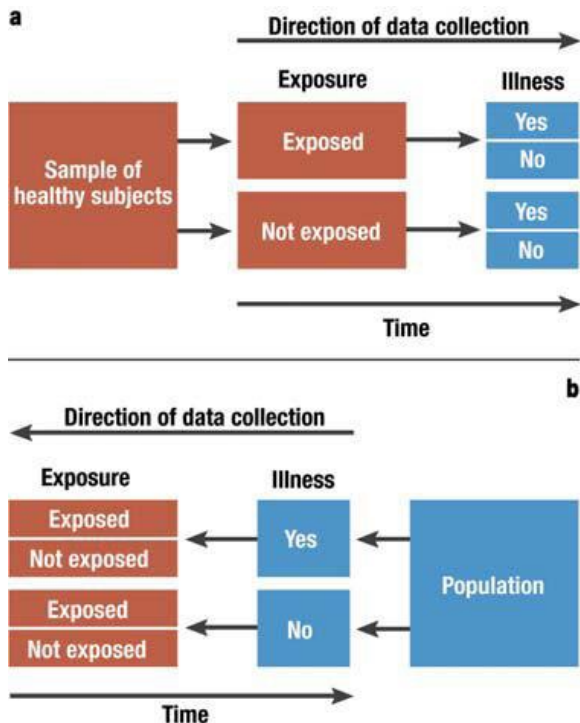 a
Direction of data collection
Exposure
Illness
Sample of
healthy subjects
Exposed
Yes
No
Not exposed
Yes
No
Time
b
Direction of data collection
Exposure
Illness
Exposed
Not exposed
Yes
Population
Exposed
Not exposed
No
Time